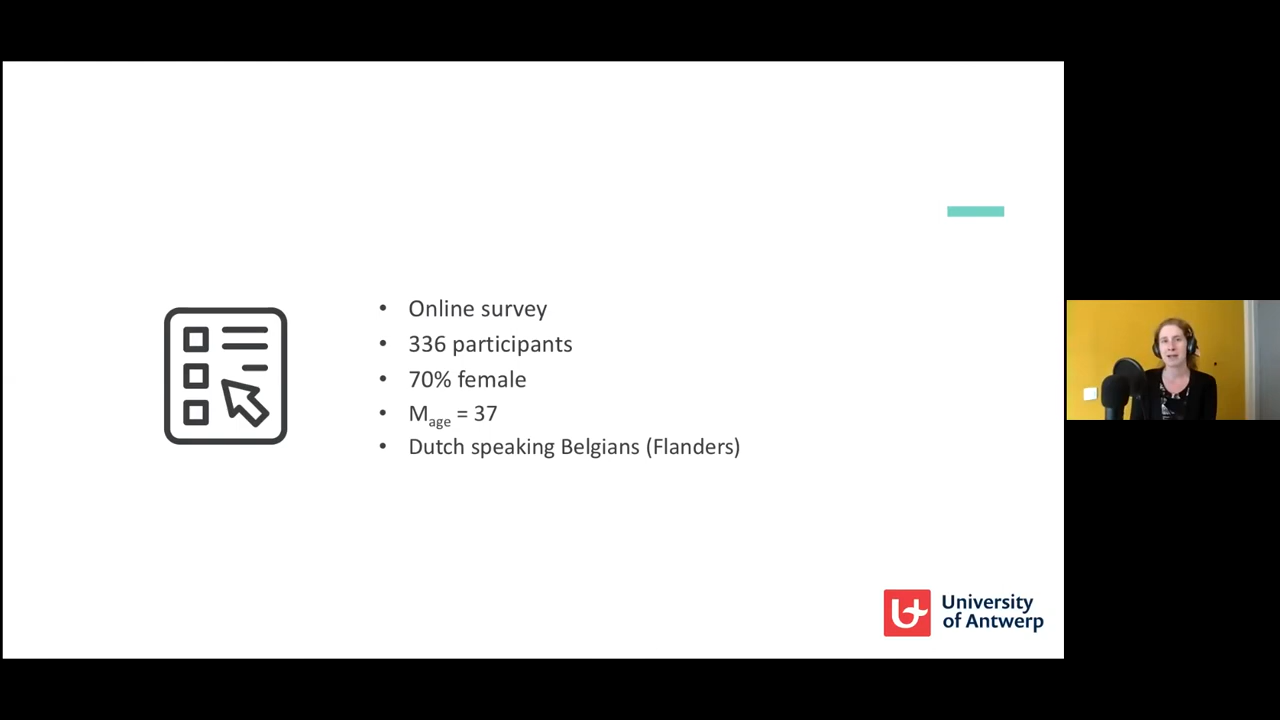 • Online survey
• 336 participants
• 70% female
• Mage = 37
• Dutch speaking Belgians (Flanders)
University
of Antwerp